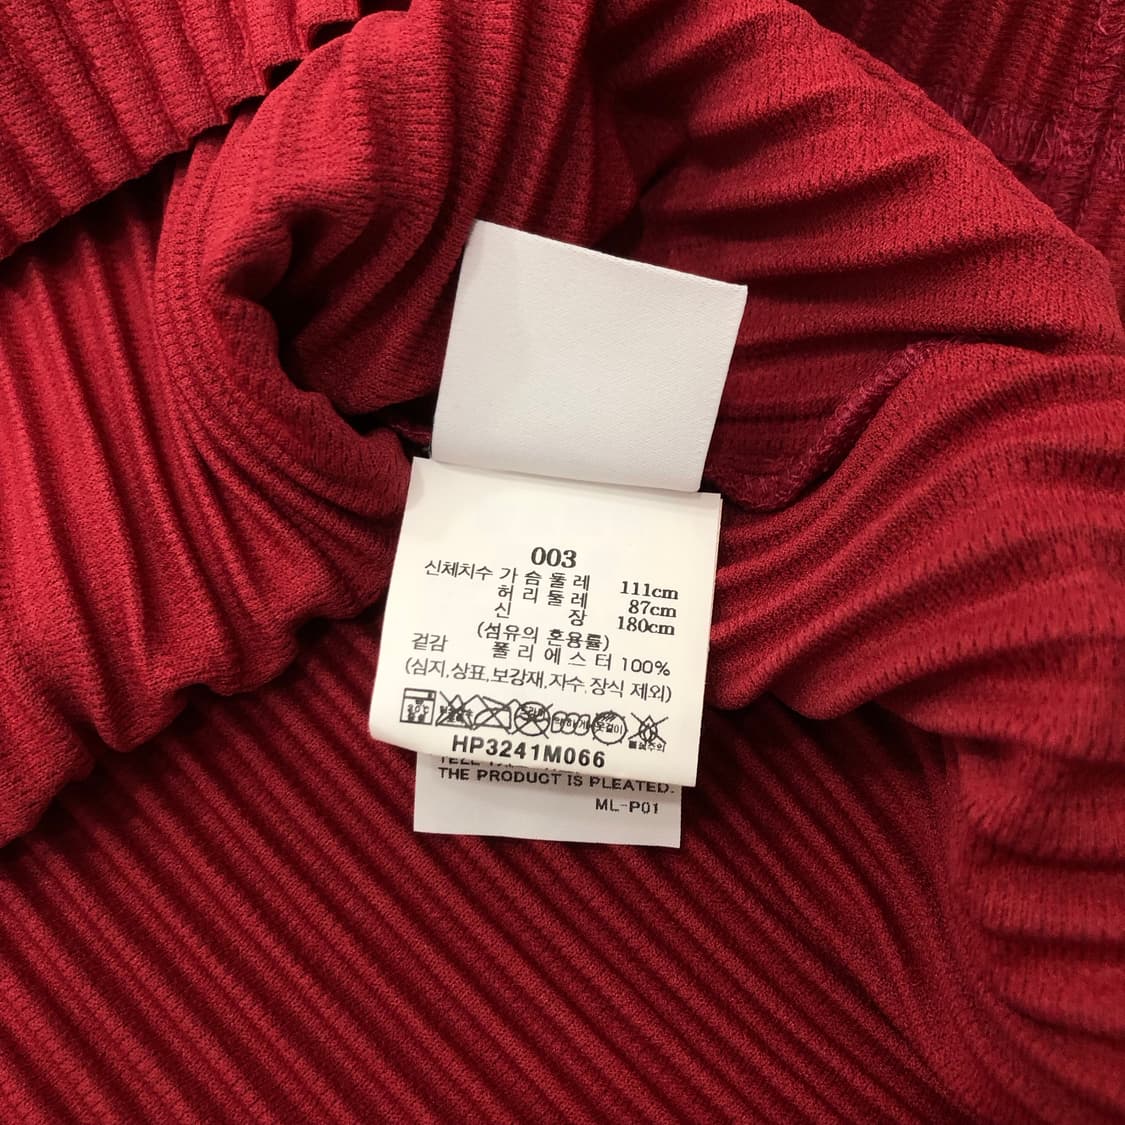 003
신체치수 가슴둘레 111cm
허리둘레 87cm
신장 180cm
(섬유의 혼용률)
겉감 폴리에스터 100%
(심지,상표,보강재,자수,장식 제외)
HP3241M066
THE PRODUCT IS PLEATED.
ML-P01